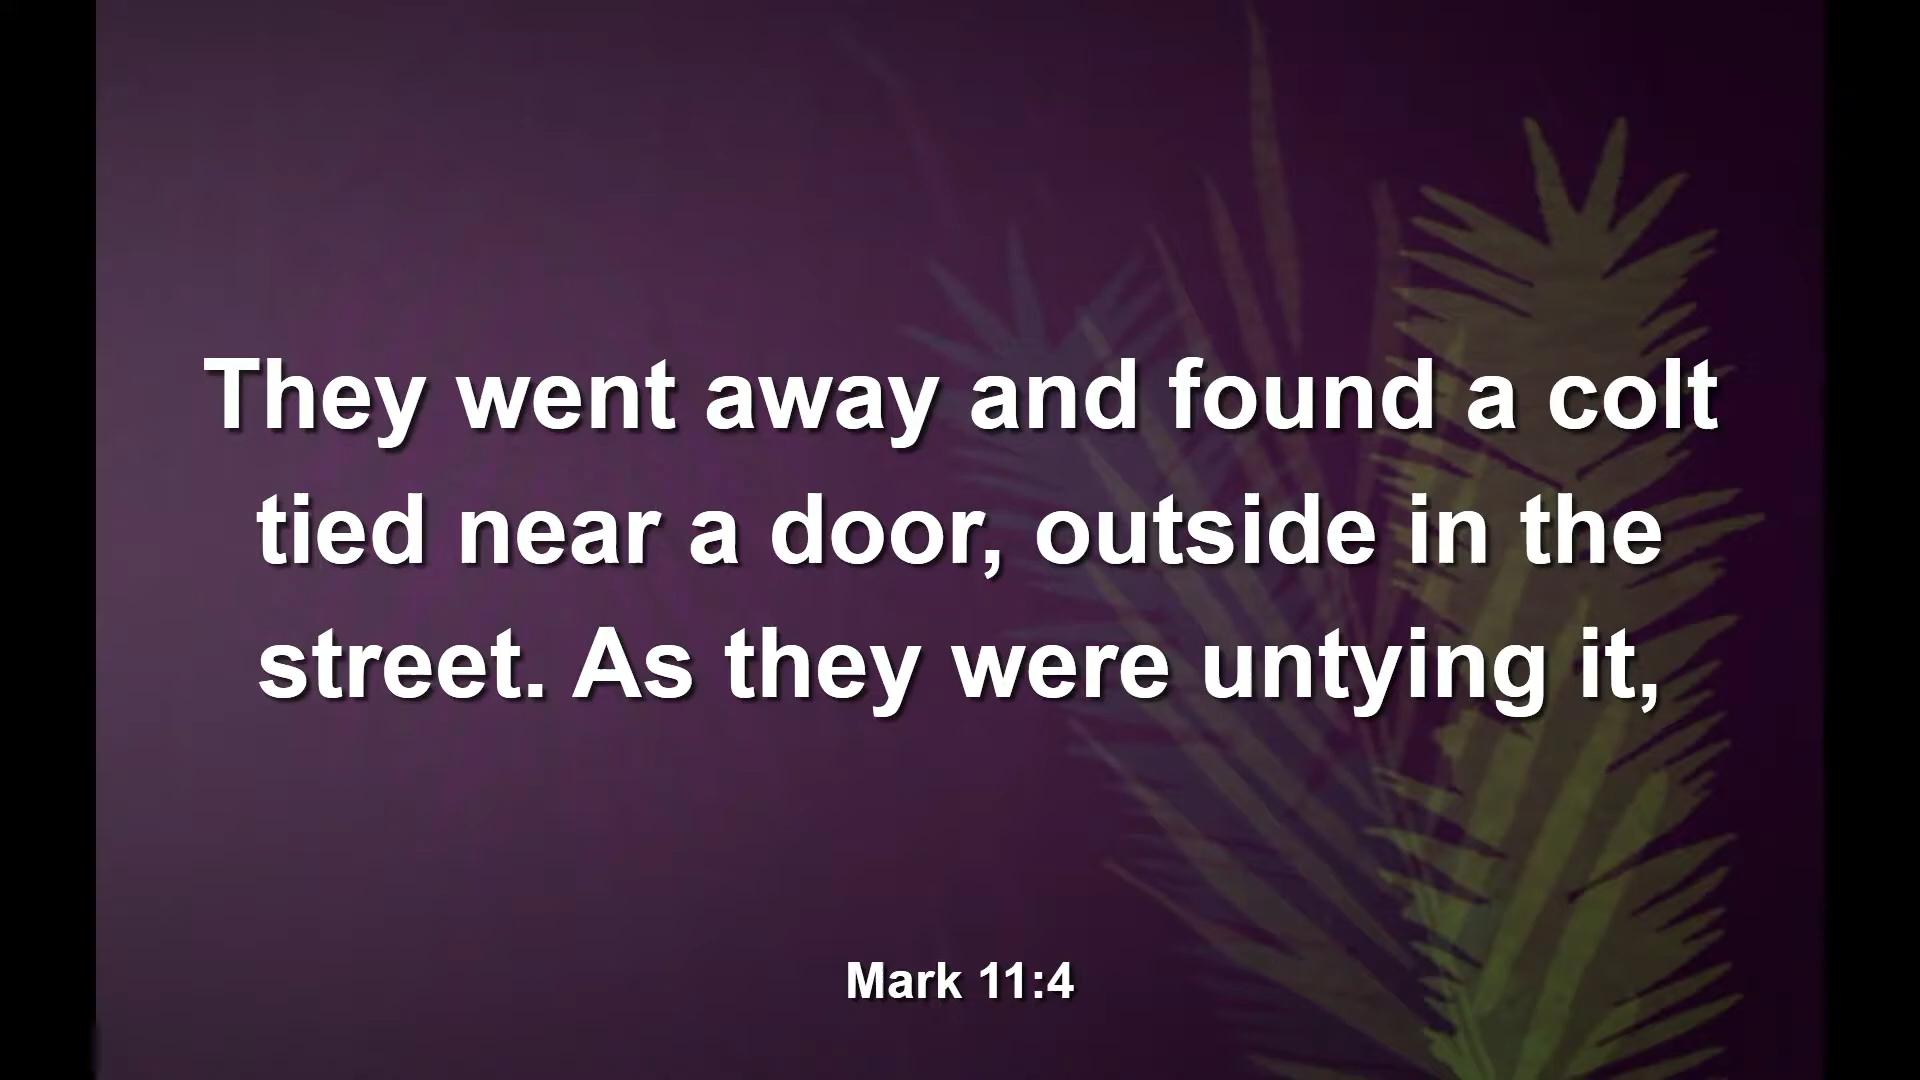 They went away and found a colt
tied near a door, outside in the
street. As they were untying it,
Mark 11:4